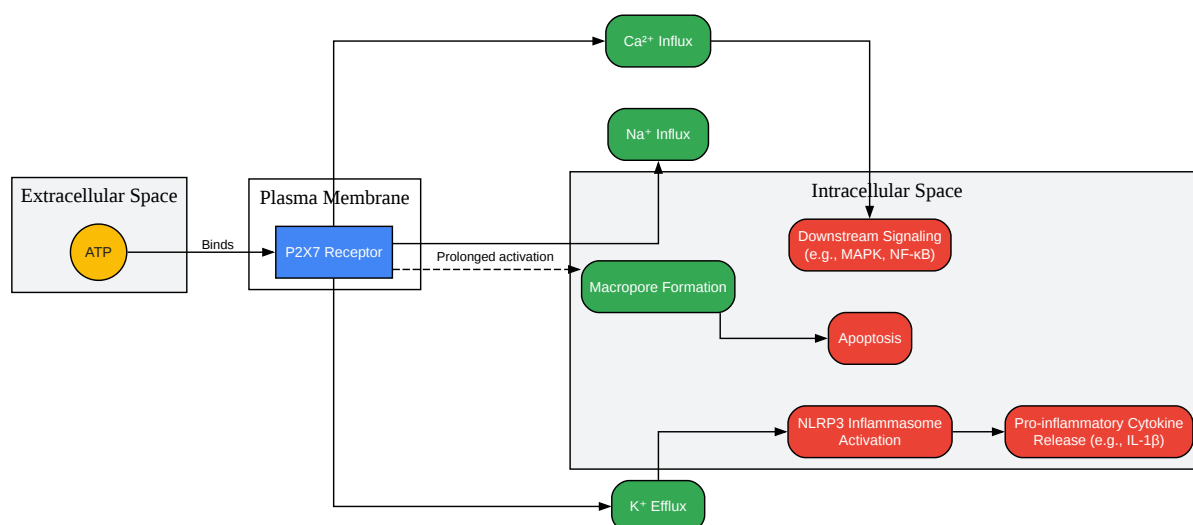 Ca²⁺ Influx
Na⁺ Influx
Extracellular Space
ATP
Binds
Plasma Membrane
P2X7 Receptor
Prolonged activation
Intracellular Space
Downstream Signaling
(e.g., MAPK, NF-κB)
Macropore Formation
Apoptosis
NLRP3 Inflammasome
Activation
Pro-inflammatory Cytokine
Release (e.g., IL-1β)
K⁺ Efflux